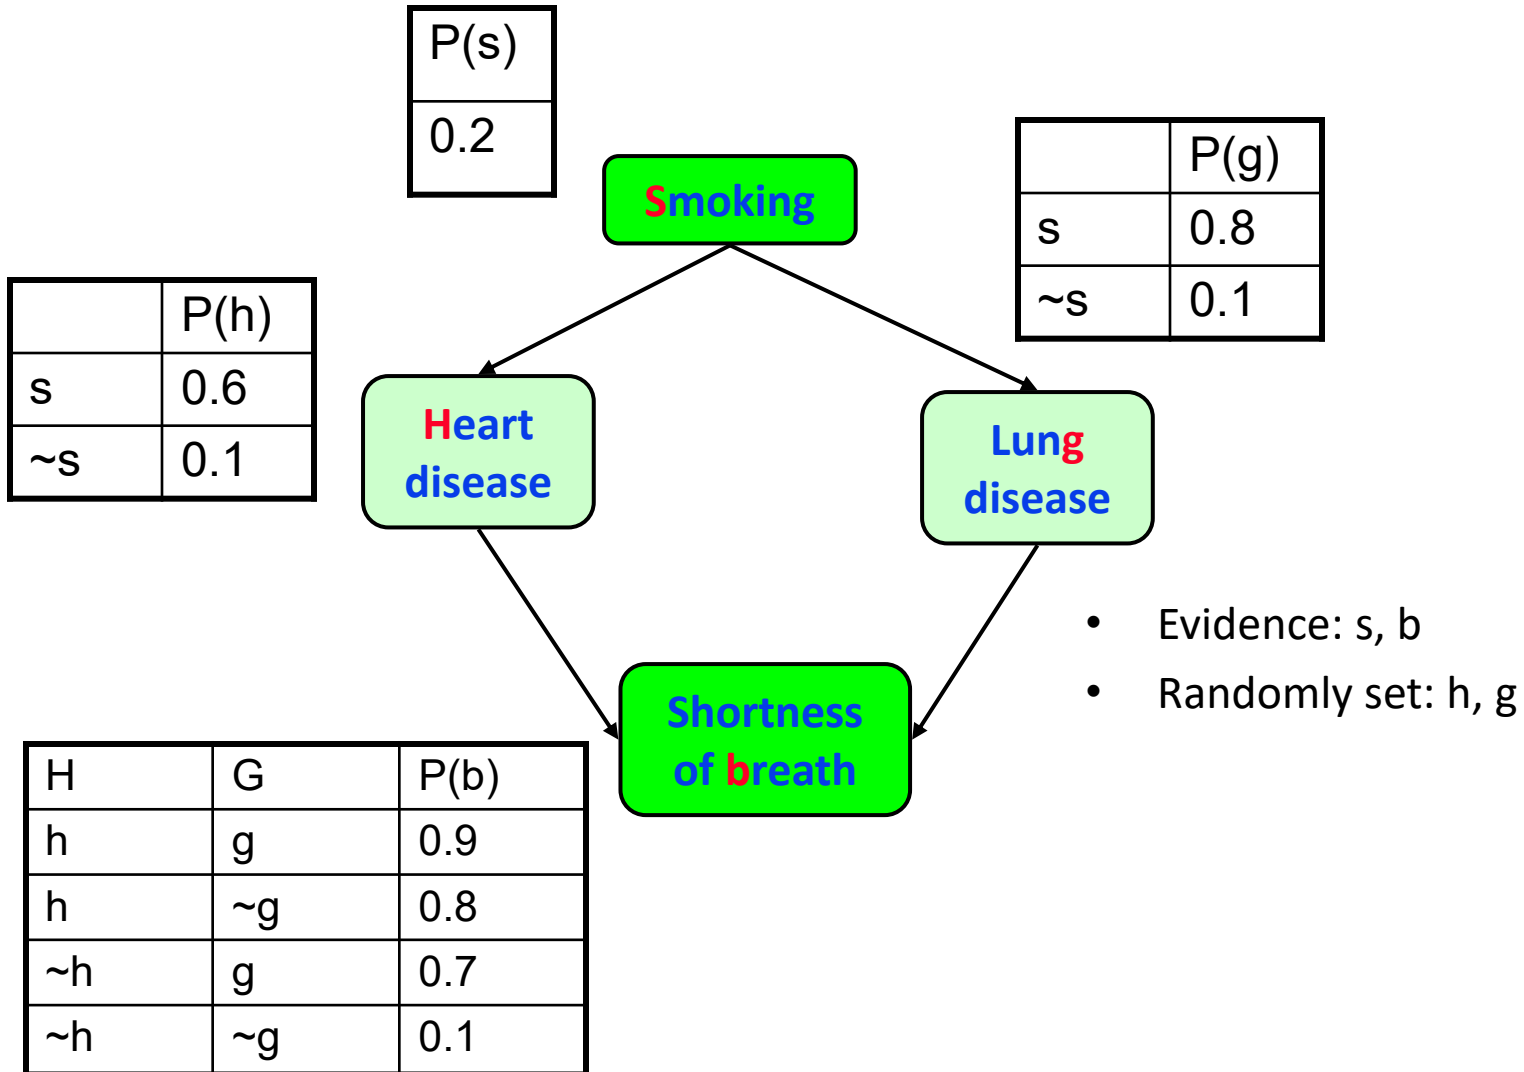 P(s)
0.2
P(g)
s 0.8
~s 0.1
Smoking
P(h)
s 0.6
~s 0.1
Heart
disease
Lung
disease
• Evidence: s, b
• Randomly set: h, g
Shortness
of breath
H G P(b)
h g 0.9
h ~g 0.8
~h g 0.7
~h ~g 0.1